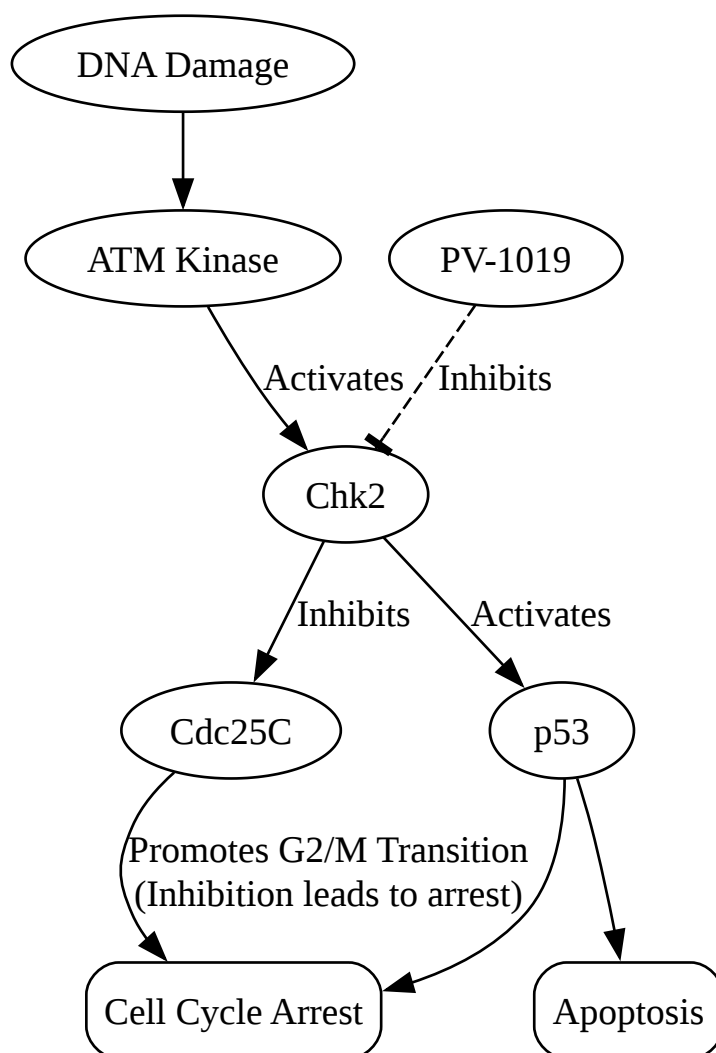 DNA Damage
ATM Kinase
PV-1019
Activates
Inhibits
Chk2
Inhibits
Activates
Cdc25C
p53
Promotes G2/M Transition
(Inhibition leads to arrest)
Cell Cycle Arrest
Apoptosis